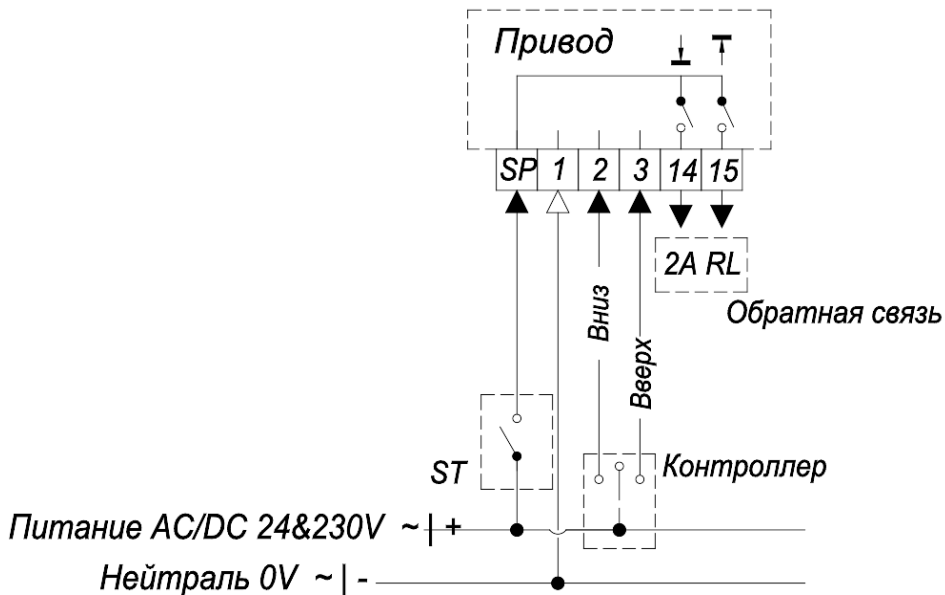 Привод
SP 1 2 3 14 15
2A RL
Обратная связь
Вниз
Вверх
ST
Контроллер
Питание AC/DC 24&230V ~ | +
Нейтраль 0V ~ | -